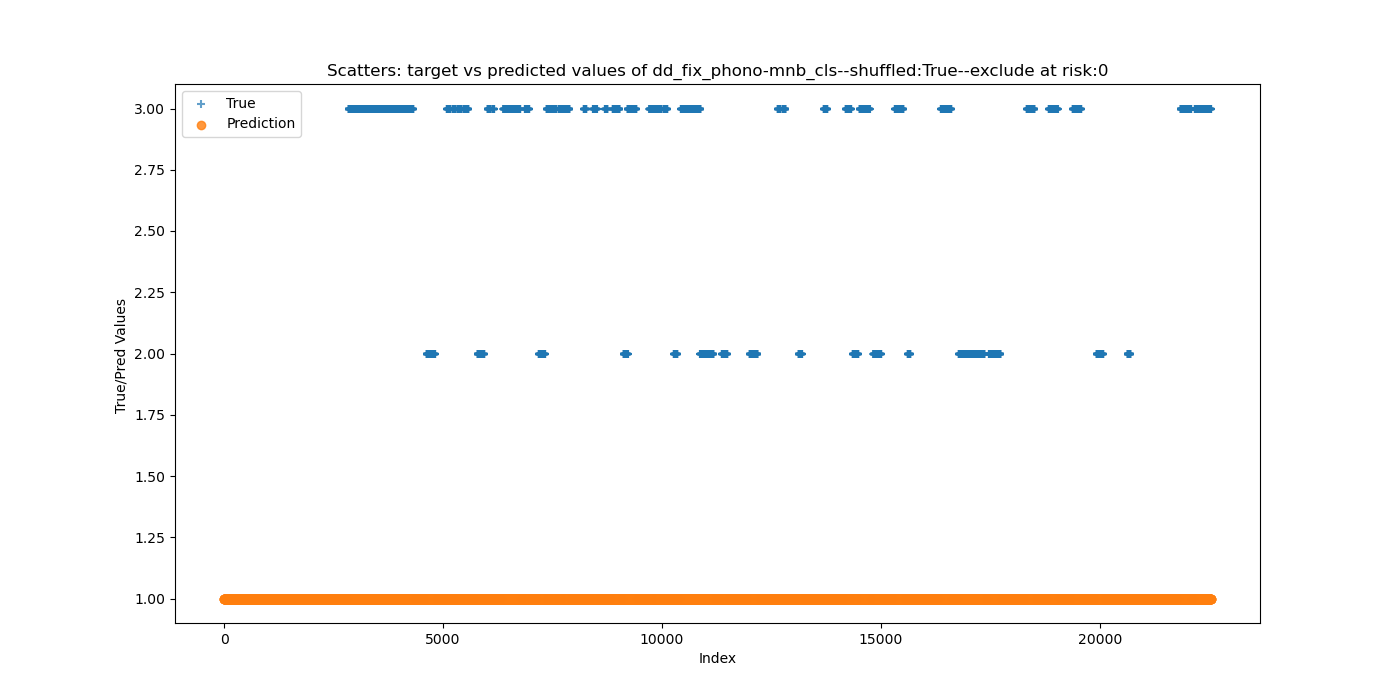 Scatters: target vs predicted values of dd_fix_phono-mnb_cls--shuffled:True--exclude at risk:0
True
Prediction
3.00
2.75
2.50
2.25
2.00
1.75
1.50
1.25
1.00
True/Pred Values
0
5000
10000
15000
20000
Index